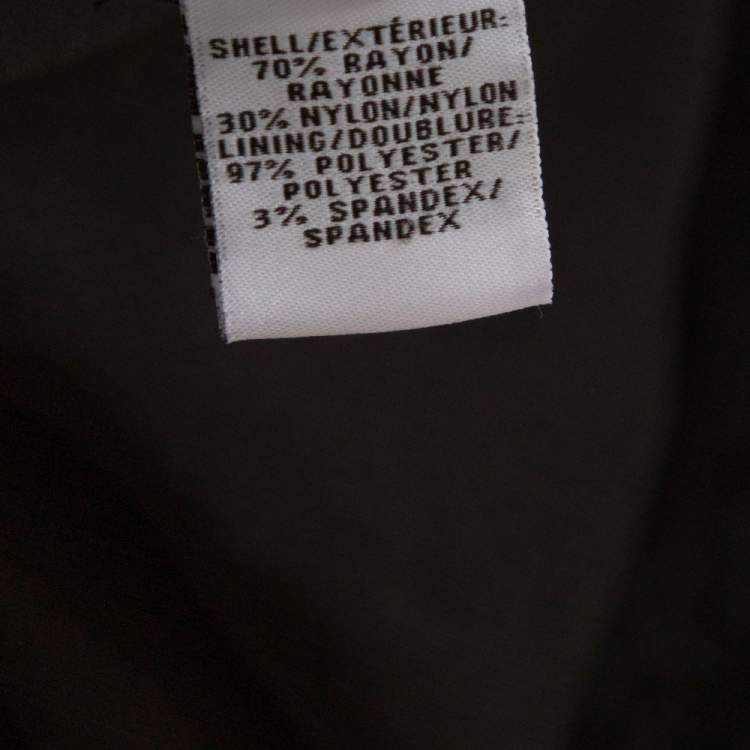 SHELL/EXTÉRIEUR:
70% RAYON/
RAYONNE
30% NYLON/NYLON
LINING/DOUBLURE:
97% POLYESTER/
POLYESTER
3% SPANDEX/
SPANDEX